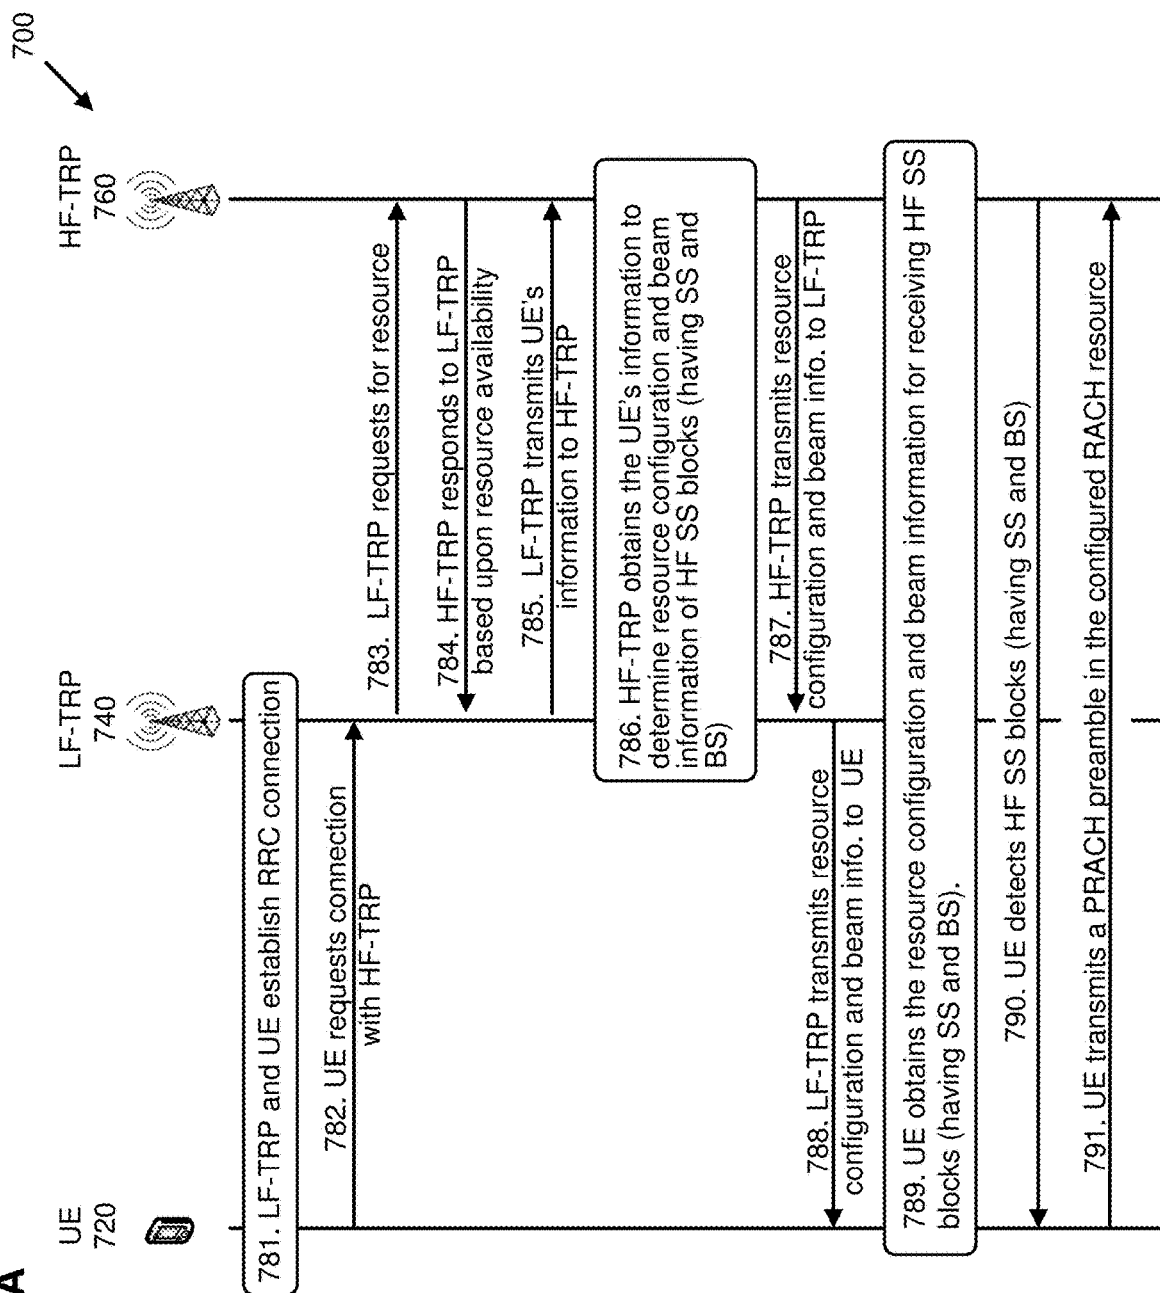 A
700
UE
720
LF-TRP
740
HF-TRP
760
781. LF-TRP and UE establish RRC connection
782. UE requests connection
with HF-TRP
783. LF-TRP requests for resource
784. HF-TRP responds to LF-TRP
based upon resource availability
785. LF-TRP transmits UE's
information to HF-TRP
786. HF-TRP obtains the UE's information to
determine resource configuration and beam
information of HF SS blocks (having SS and
BS)
787. HF-TRP transmits resource
configuration and beam info. to LF-TRP
788. LF-TRP transmits resource
configuration and beam info. to UE
789. UE obtains the resource configuration and beam information for receiving HF SS
blocks (having SS and BS).
790. UE detects HF SS blocks (having SS and BS)
791. UE transmits a PRACH preamble in the configured RACH resource